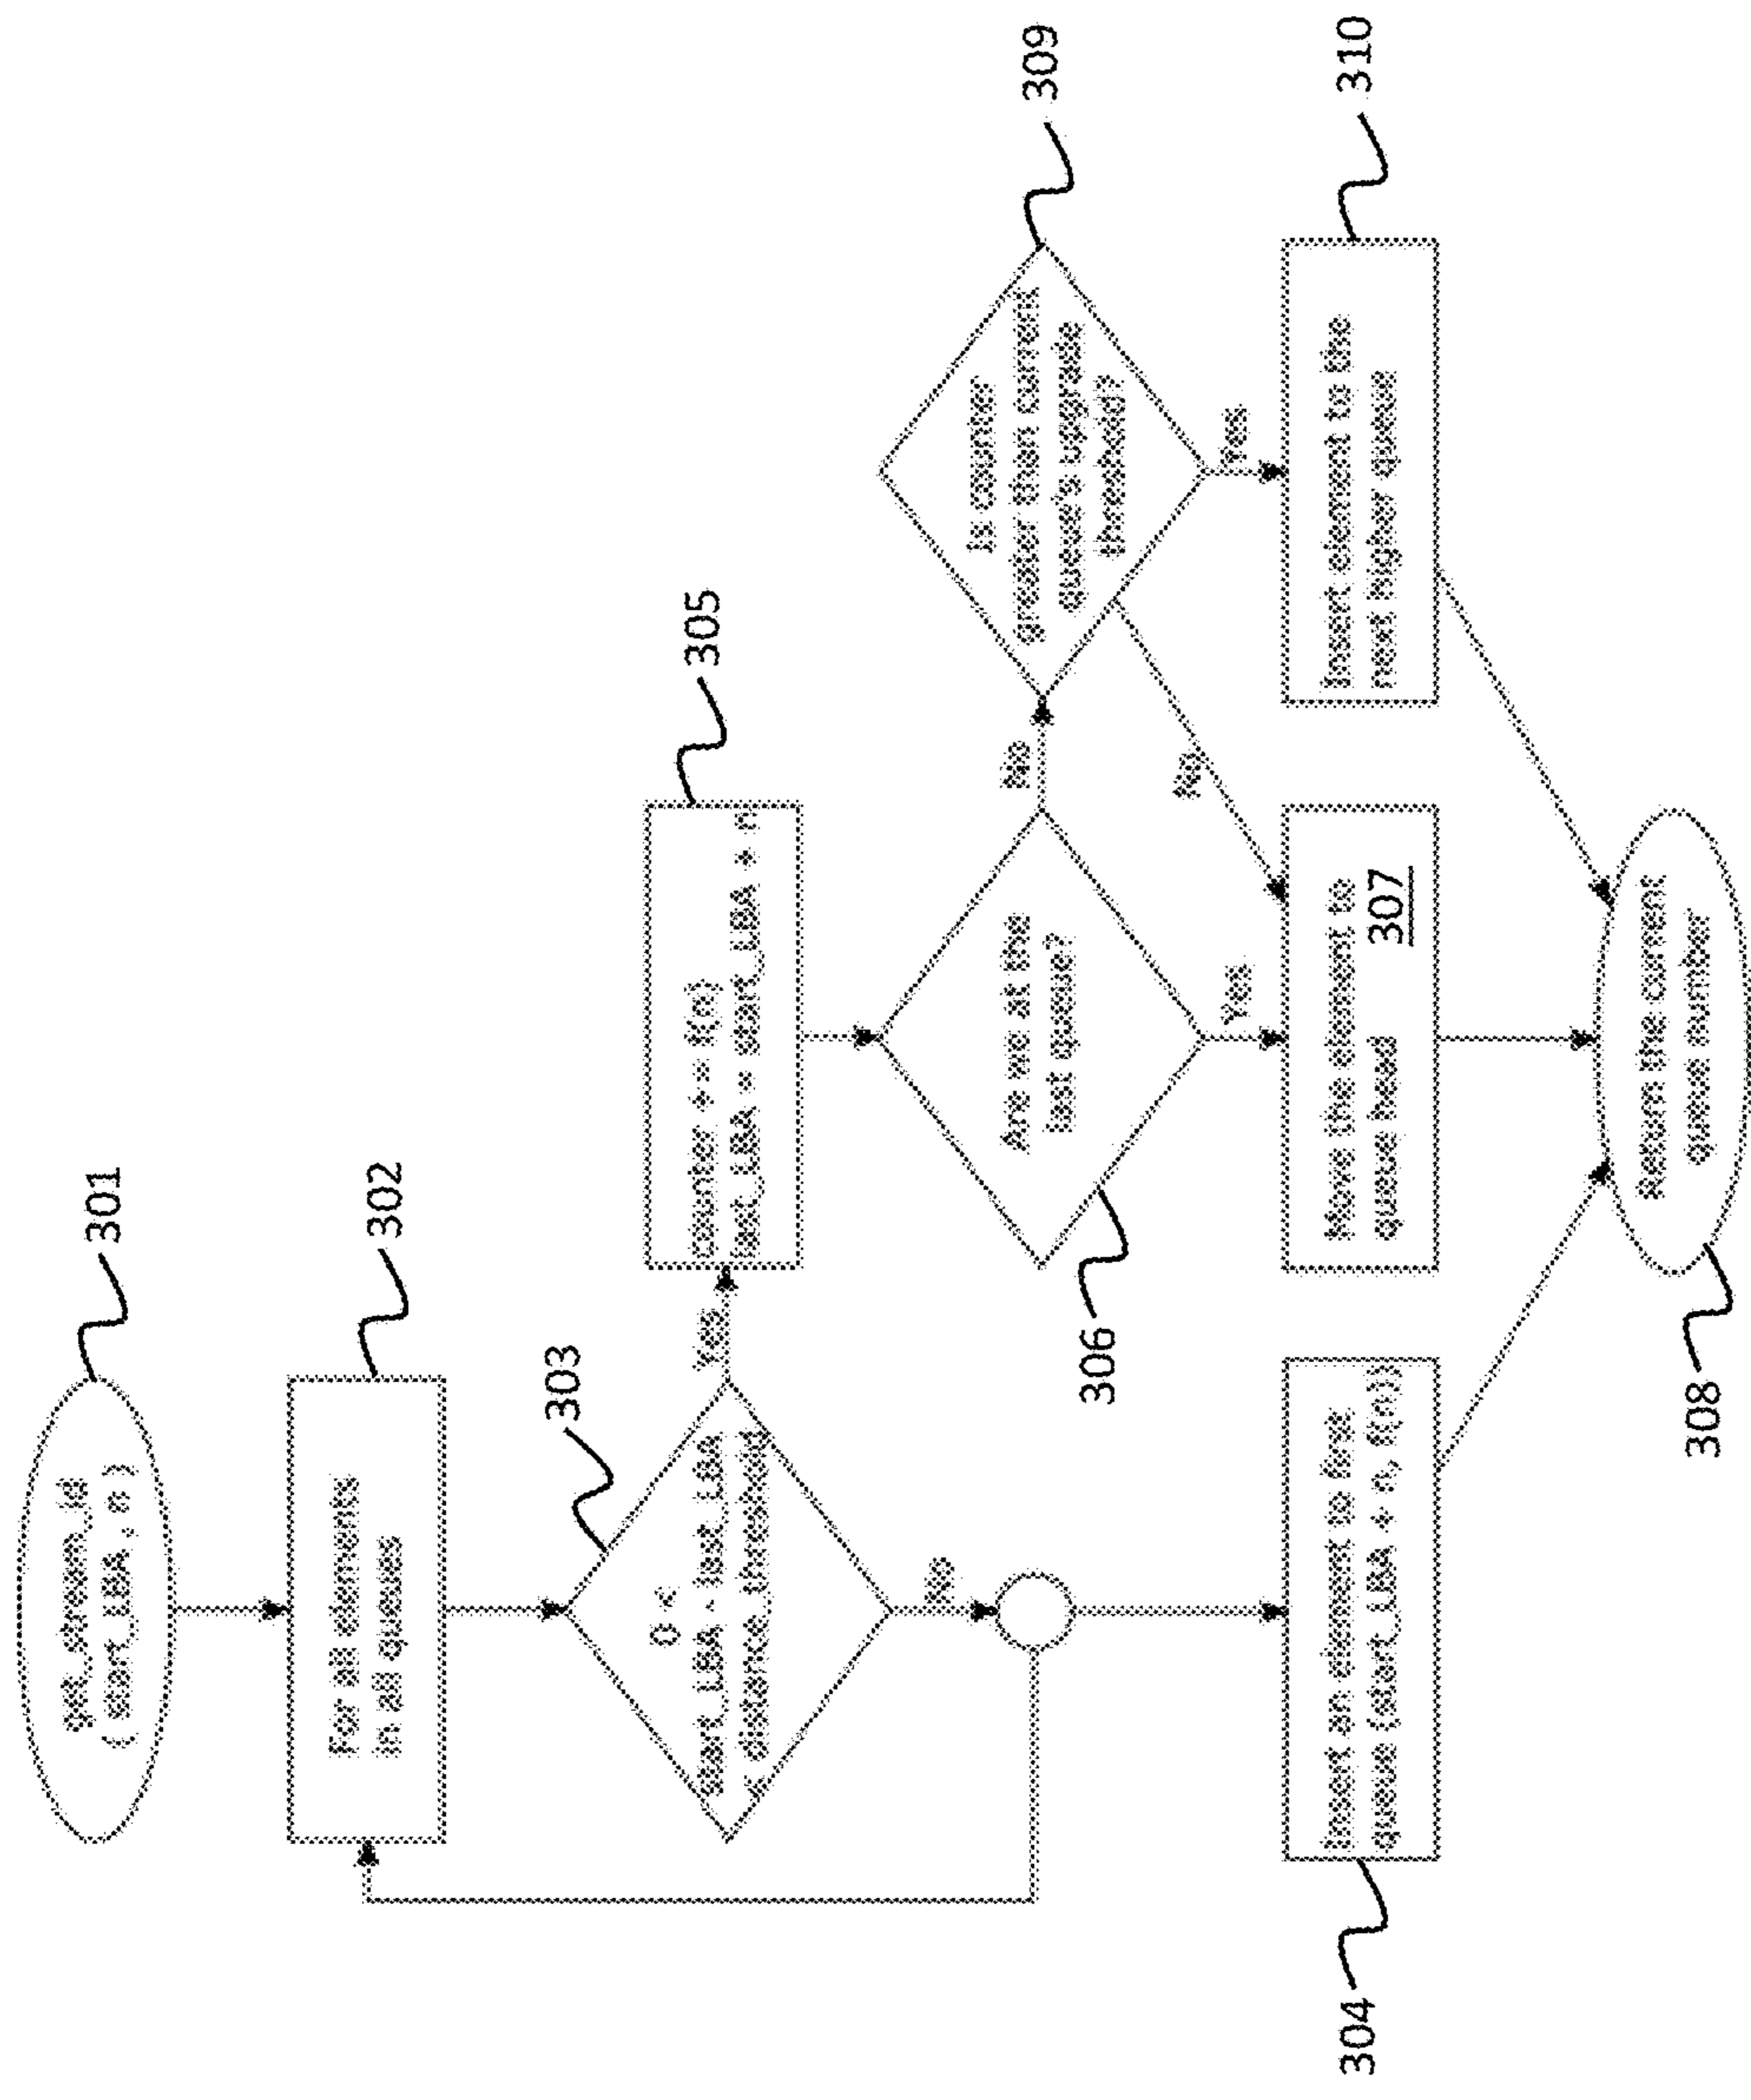 301
get_stream_id
( start_LBA , n )
302
For all elements
in all queues
303
0 <
start_LBA - last_LBA
< distance_threshold
Yes
No
305
counter += f(n)
last_LBA = start_LBA + n
306
Are we at the
last queue?
No
Yes
309
Is counter
greater than current
queue's upgrade
threshold?
No
Yes
304
Insert an element to first
queue (start_LBA + n, f(n))
Move the element to
queue head
307
310
Insert element to the
next higher queue
308
Return the current
queue number